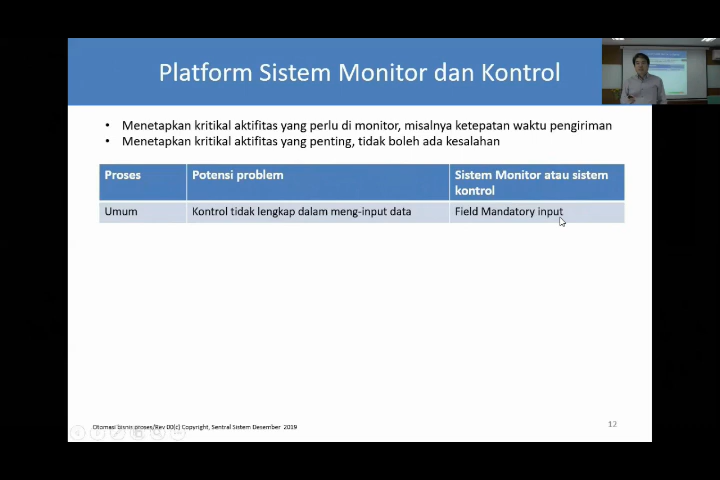 Platform Sistem Monitor dan Kontrol
• Menetapkan kritikal aktifitas yang perlu di monitor, misalnya ketepatan waktu pengiriman
• Menetapkan kritikal aktifitas yang penting, tidak boleh ada kesalahan
Proses Potensi problem Sistem Monitor atau sistem
kontrol
Umum Kontrol tidak lengkap dalam meng-input data Field Mandatory input
Otomasi bisnis proses/Rev 00(c) Copyright, Sentral Sistem Desember 2019
12